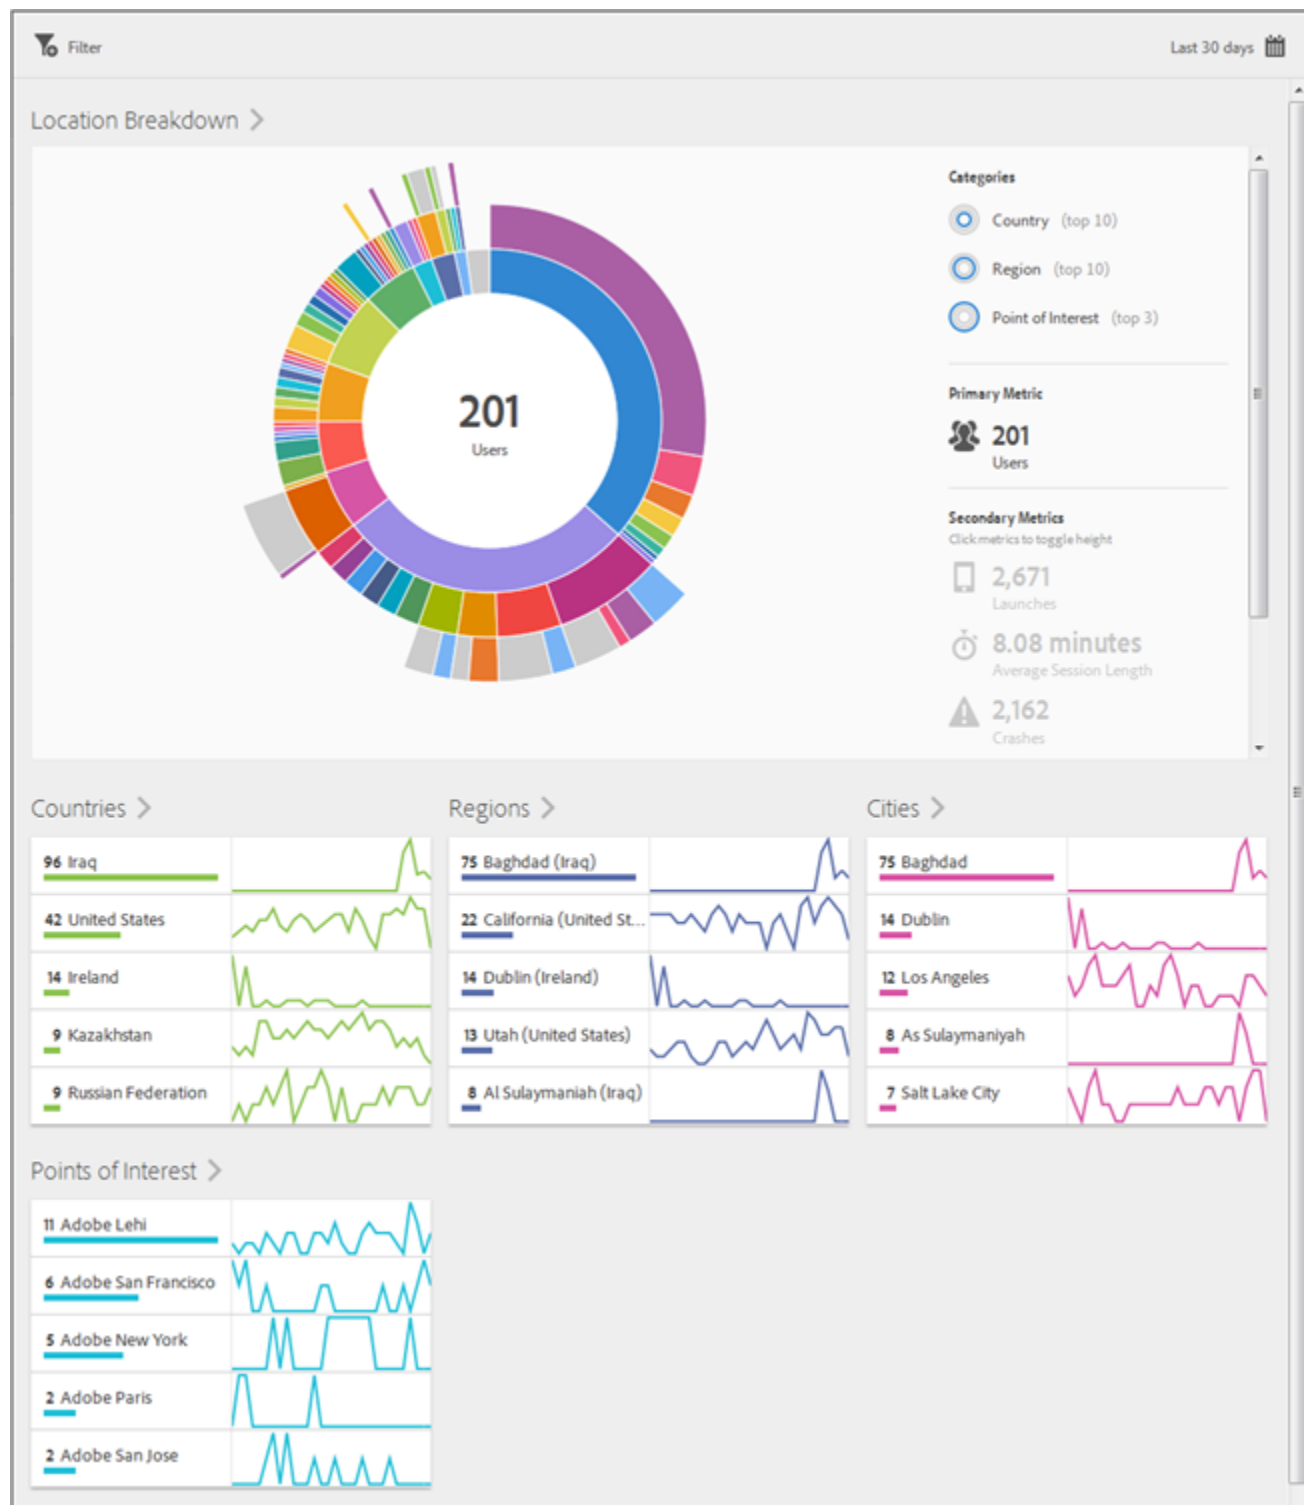 Filter
Last 30 days
Location Breakdown
201
Users
Categories
Country (top 10)
Region (top 10)
Point of Interest (top 3)
Primary Metric
201
Users
Secondary Metrics
Click metrics to toggle height
2,671
Launches
8.08 minutes
Average Session Length
2,162
Crashes
Countries
96 Iraq
42 United States
14 Ireland
9 Kazakhstan
9 Russian Federation
Regions
75 Baghdad (Iraq)
22 California (United St...
14 Dublin (Ireland)
13 Utah (United States)
8 Al Sulaymaniah (Iraq)
Cities
75 Baghdad
14 Dublin
12 Los Angeles
8 As Sulaymaniyah
7 Salt Lake City
Points of Interest
11 Adobe Lehi
6 Adobe San Francisco
5 Adobe New York
2 Adobe Paris
2 Adobe San Jose